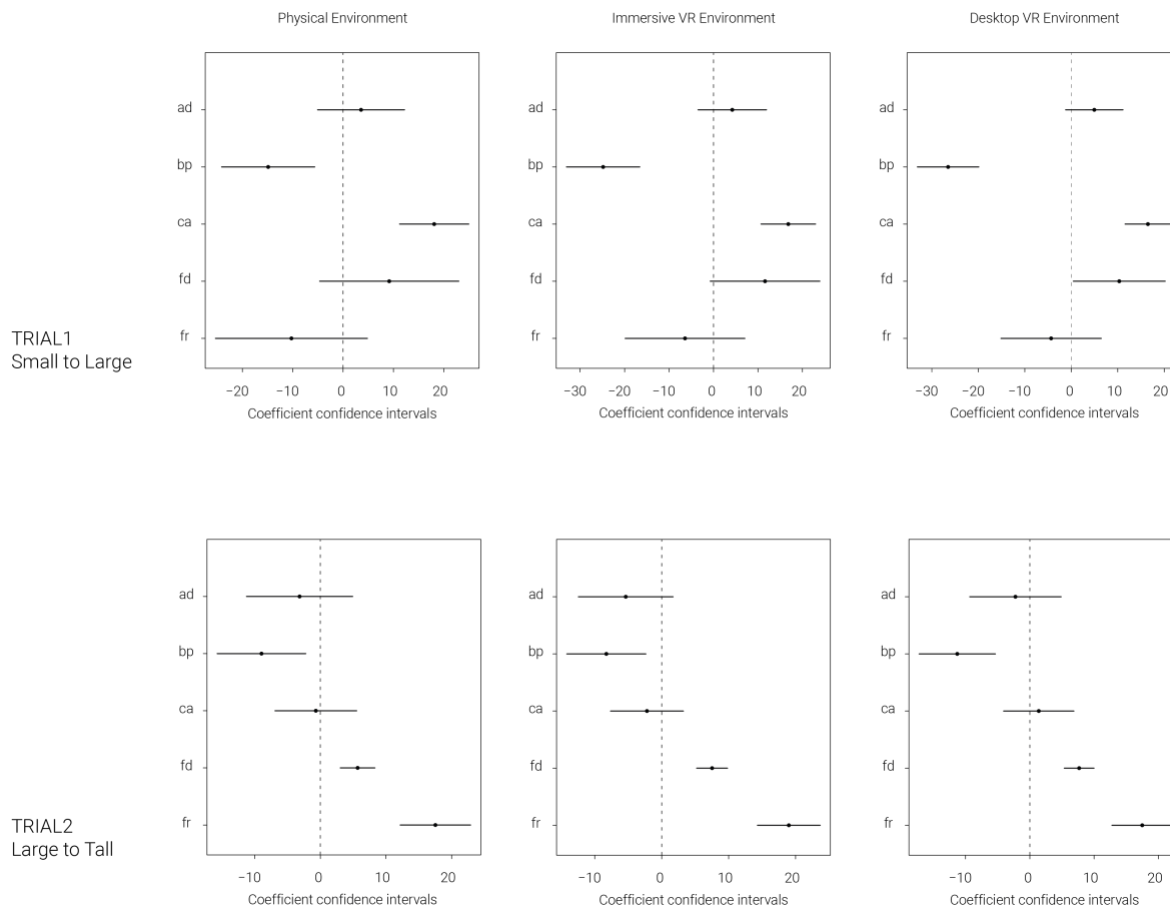 Physical Environment
Immersive VR Environment
Desktop VR Environment
TRIAL1
Small to Large
ad
bp
ca
fd
fr
−20 −10 0 10 20
Coefficient confidence intervals
ad
bp
ca
fd
fr
−30 −20 −10 0 10 20
Coefficient confidence intervals
ad
bp
ca
fd
fr
−30 −20 −10 0 10 20
Coefficient confidence intervals
TRIAL2
Large to Tall
ad
bp
ca
fd
fr
−10 0 10 20
Coefficient confidence intervals
ad
bp
ca
fd
fr
−10 0 10 20
Coefficient confidence intervals
ad
bp
ca
fd
fr
−10 0 10 20
Coefficient confidence intervals